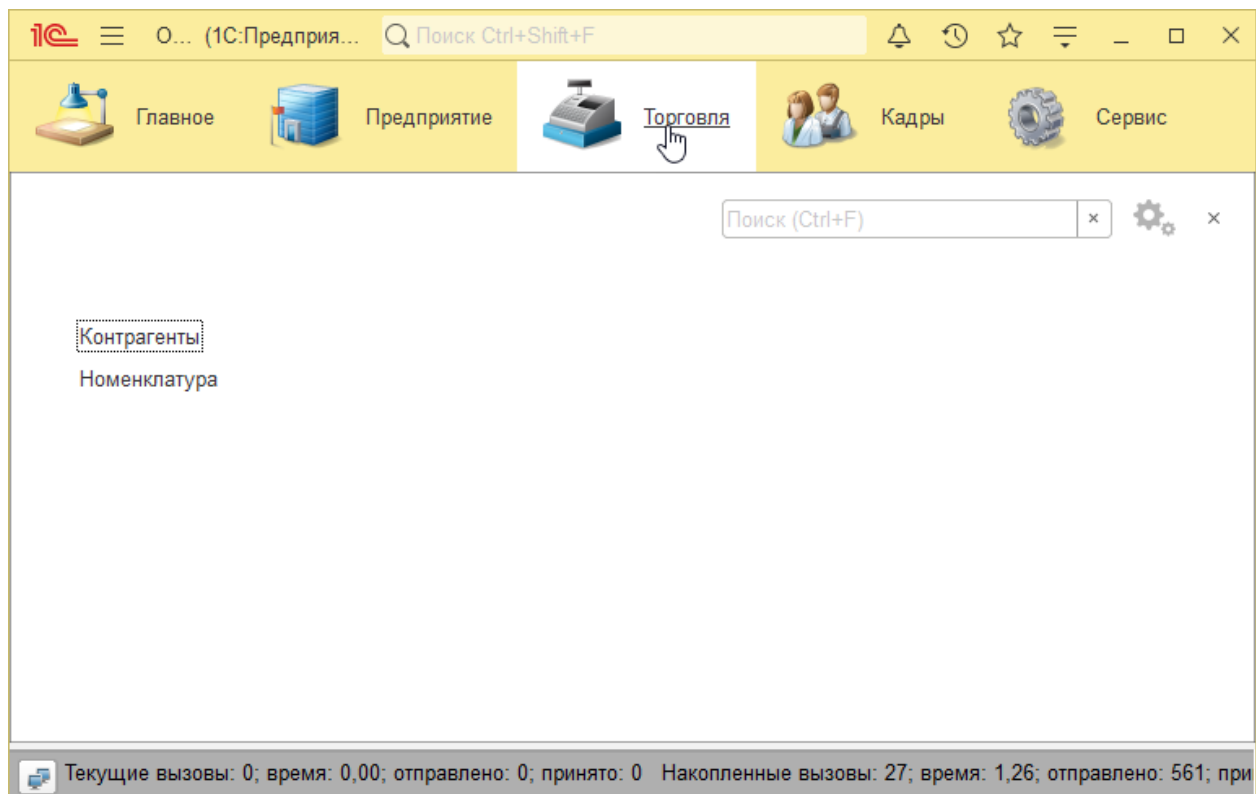 1С О... (1С:Предприя... Поиск Ctrl+Shift+F
Главное Предприятие Торговля Кадры Сервис
Поиск (Ctrl+F)
Контрагенты
Номенклатура
Текущие вызовы: 0; время: 0,00; отправлено: 0; принято: 0 Накопленные вызовы: 27; время: 1,26; отправлено: 561; при